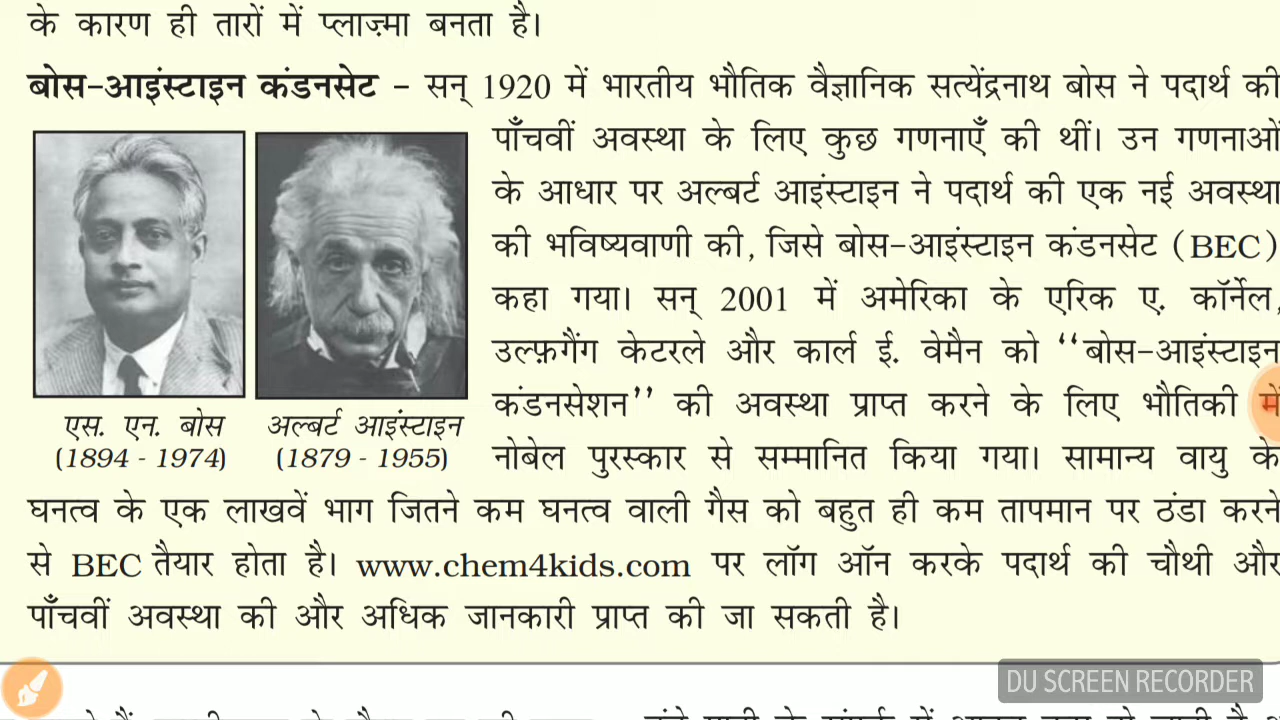 के कारण ही तारों में प्लाज़्मा बनता है।
बोस-आइंस्टाइन कंडनसेट - सन् 1920 में भारतीय भौतिक वैज्ञानिक सत्येंद्रनाथ बोस ने पदार्थ की
पाँचवीं अवस्था के लिए कुछ गणनाएँ की थीं। उन गणनाओं
के आधार पर अल्बर्ट आइंस्टाइन ने पदार्थ की एक नई अवस्था
की भविष्यवाणी की, जिसे बोस-आइंस्टाइन कंडनसेट (BEC)
कहा गया। सन् 2001 में अमेरिका के एरिक ए. कॉर्नेल,
उल्फ़गैंग केटरले और कार्ल ई. वेमैन को “बोस-आइंस्टाइन
कंडनसेशन” की अवस्था प्राप्त करने के लिए भौतिकी में
नोबेल पुरस्कार से सम्मानित किया गया। सामान्य वायु के
एस. एन. बोस
(1894 - 1974)
अल्बर्ट आइंस्टाइन
(1879 - 1955)
घनत्व के एक लाखवें भाग जितने कम घनत्व वाली गैस को बहुत ही कम तापमान पर ठंडा करने
से BEC तैयार होता है। www.chem4kids.com पर लॉग ऑन करके पदार्थ की चौथी और
पाँचवीं अवस्था की और अधिक जानकारी प्राप्त की जा सकती है।
DU SCREEN RECORDER